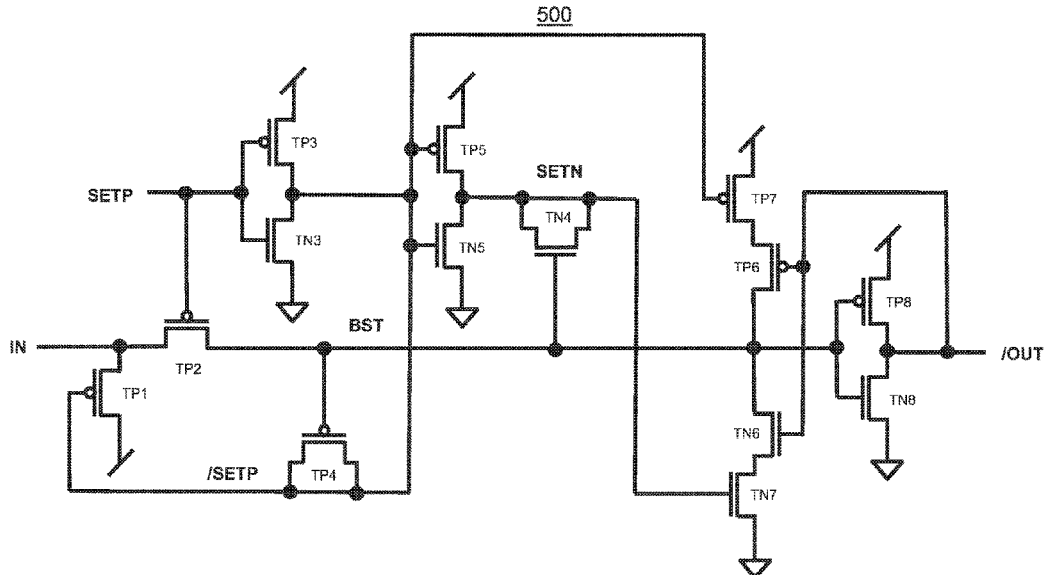 500
TP3
TP5
SETN
SETP
TN4
TP7
TN3
TN5
TP6
TP8
BST
IN
/OUT
TP2
TP1
TN8
TN6
/SETP
TP4
TN7